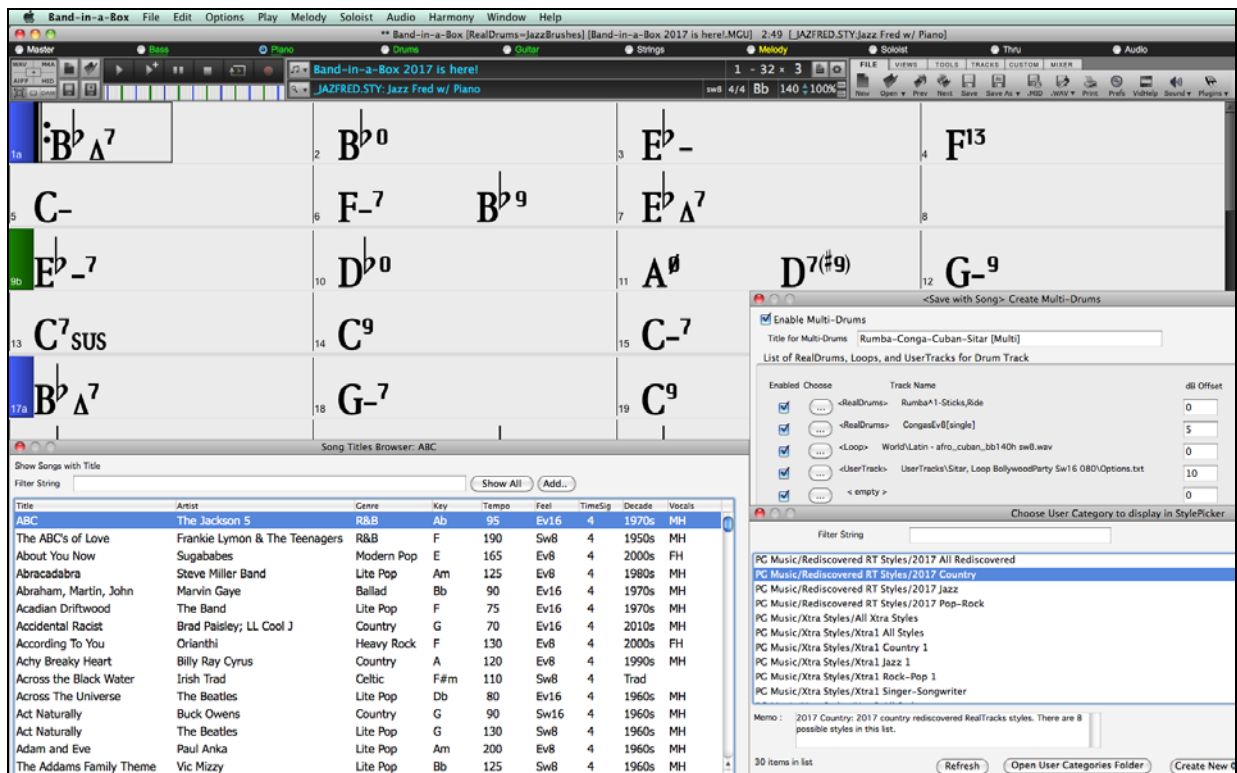 Band-in-a-Box File Edit Options Play Melody Soloist Audio Harmony Window Help
** Band-in-a-Box [RealDrums=JazzBrushes] [Band-in-a-Box 2017 is here!.MGU] 2:49 [_JAZFRED.STY:Jazz Fred w/ Piano]
Master Bass Piano Drums Guitar Strings Melody Soloist Thru Audio
Band-in-a-Box 2017 is here! 1 - 32 x 3 FILE VIEWS TOOLS TRACKS CUSTOM MIXER
_JAZFRED.STY: Jazz Fred w/ Piano sw8 4/4 Bb 140 100%
New Open Prev Next Save Save As .MID .WAV Print Prefs VidHelp Sound Plugins
1a B♭Δ7 2 B♭0 3 E♭– 4 F13
5 C– 6 F–7 B♭9 7 E♭Δ7 8
9b E♭–7 10 D♭0 11 AØ D7(♯9) 12 G–9
13 C7SUS 14 C9 15 C–7
17a B♭Δ7 18 G–7 19 C9
<Save with Song> Create Multi-Drums
Enable Multi-Drums
Title for Multi-Drums Rumba-Conga-Cuban-Sitar [Multi]
List of RealDrums, Loops, and UserTracks for Drum Track
Enabled Choose Track Name dB Offset
... <RealDrums> Rumba^1-Sticks,Ride 0
... <RealDrums> CongasEv8[single] 5
... <Loop> World\Latin - afro_cuban_bb140h sw8.wav 0
... <UserTrack> UserTracks\Sitar, Loop BollywoodParty Sw16 080\Options.txt 10
... < empty > 0
Song Titles Browser: ABC
Show Songs with Title
Filter String Show All Add..
Title Artist Genre Key Tempo Feel TimeSig Decade Vocals
ABC The Jackson 5 R&B Ab 95 Ev16 4 1970s MH
The ABC's of Love Frankie Lymon & The Teenagers R&B F 190 Sw8 4 1950s MH
About You Now Sugababes Modern Pop E 165 Ev8 4 2000s FH
Abracadabra Steve Miller Band Lite Pop Am 125 Ev8 4 1980s MH
Abraham, Martin, John Marvin Gaye Ballad Bb 90 Ev16 4 1970s MH
Acadian Driftwood The Band Lite Pop F 75 Ev16 4 1970s MH
Accidental Racist Brad Paisley; LL Cool J Country G 70 Ev16 4 2010s MH
According To You Orianthi Heavy Rock F 130 Ev8 4 2000s FH
Achy Breaky Heart Billy Ray Cyrus Country A 120 Ev8 4 1990s MH
Across the Black Water Irish Trad Celtic F#m 110 Sw8 4 Trad
Across The Universe The Beatles Lite Pop Db 80 Ev16 4 1960s MH
Act Naturally Buck Owens Country G 90 Sw16 4 1960s MH
Act Naturally The Beatles Lite Pop G 130 Sw8 4 1960s MH
Adam and Eve Paul Anka Lite Pop Am 200 Ev8 4 1960s MH
The Addams Family Theme Vic Mizzy Lite Pop Bb 125 Sw8 4 1960s MH
Choose User Category to display in StylePicker
Filter String
PG Music/Rediscovered RT Styles/2017 All Rediscovered
PG Music/Rediscovered RT Styles/2017 Country
PG Music/Rediscovered RT Styles/2017 Jazz
PG Music/Rediscovered RT Styles/2017 Pop-Rock
PG Music/Xtra Styles/All Xtra Styles
PG Music/Xtra Styles/Xtra1 All Styles
PG Music/Xtra Styles/Xtra1 Country 1
PG Music/Xtra Styles/Xtra1 Jazz 1
PG Music/Xtra Styles/Xtra1 Rock-Pop 1
PG Music/Xtra Styles/Xtra1 Singer-Songwriter
Memo : 2017 Country: 2017 country rediscovered RealTracks styles. There are 8
possible styles in this list.
30 items in list Refresh Open User Categories Folder Create New